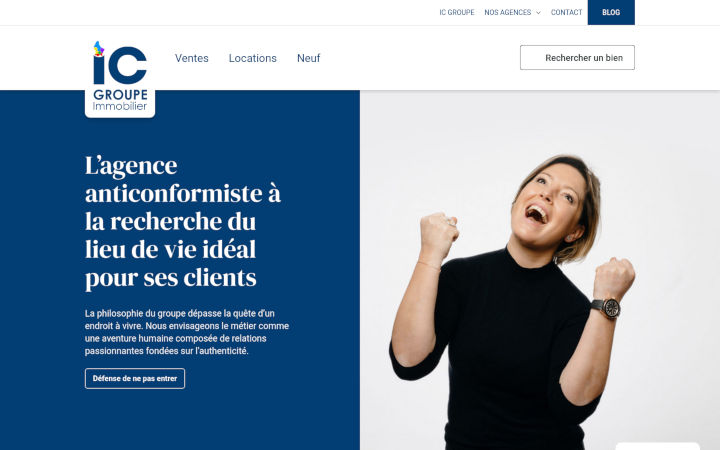 IC GROUPE NOS AGENCES CONTACT BLOG
iC
GROUPE
Immobilier
Ventes Locations Neuf
Rechercher un bien
L’agence
anticonformiste à
la recherche du
lieu de vie idéal
pour ses clients
La philosophie du groupe dépasse la quête d’un
endroit à vivre. Nous envisageons le métier comme
une aventure humaine composée de relations
passionnantes fondées sur l’authenticité.
Défense de ne pas entrer